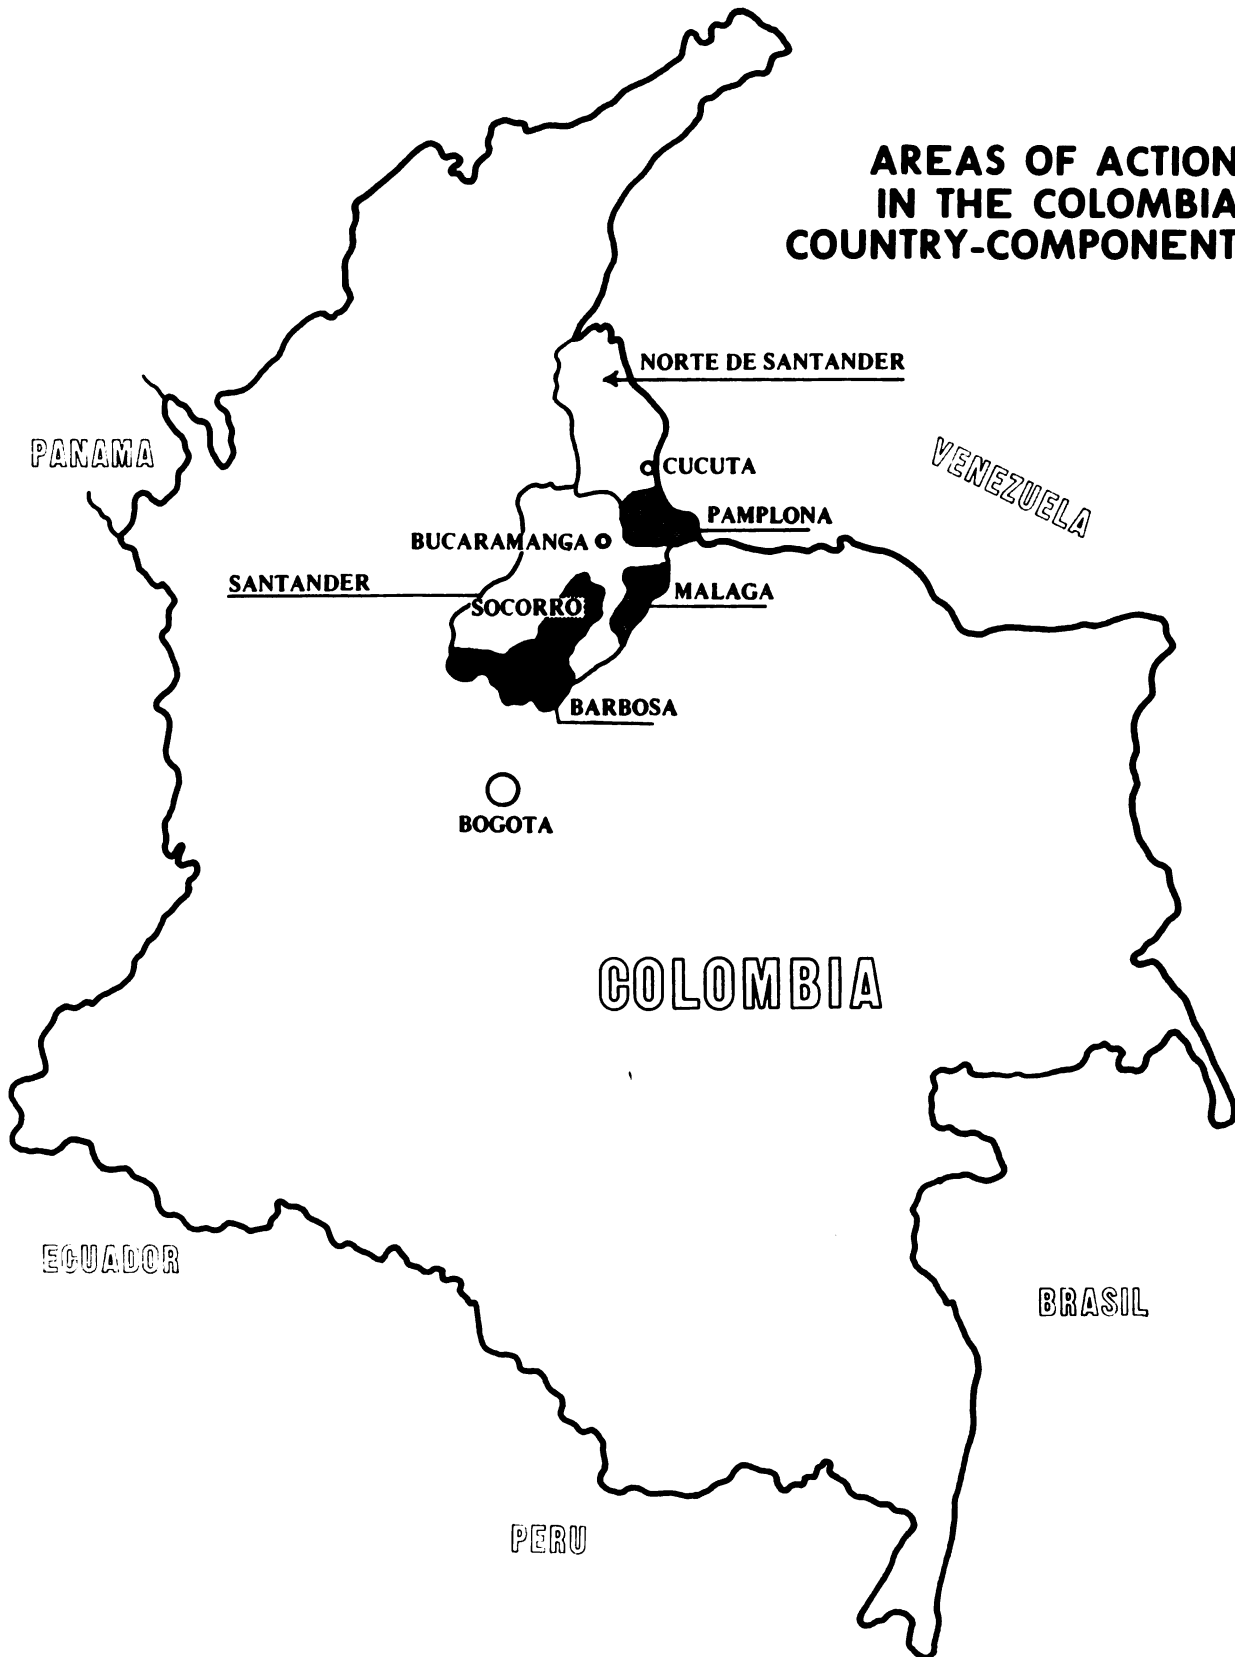 AREAS OF ACTION
IN THE COLOMBIA
COUNTRY-COMPONENT
NORTE DE SANTANDER
PANAMA
CUCUTA
VENEZUELA
PAMPLONA
BUCARAMANGA
SANTANDER
MALAGA
SOCORRO
BARBOSA
BOGOTA
COLOMBIA
ECUADOR
BRASIL
PERU